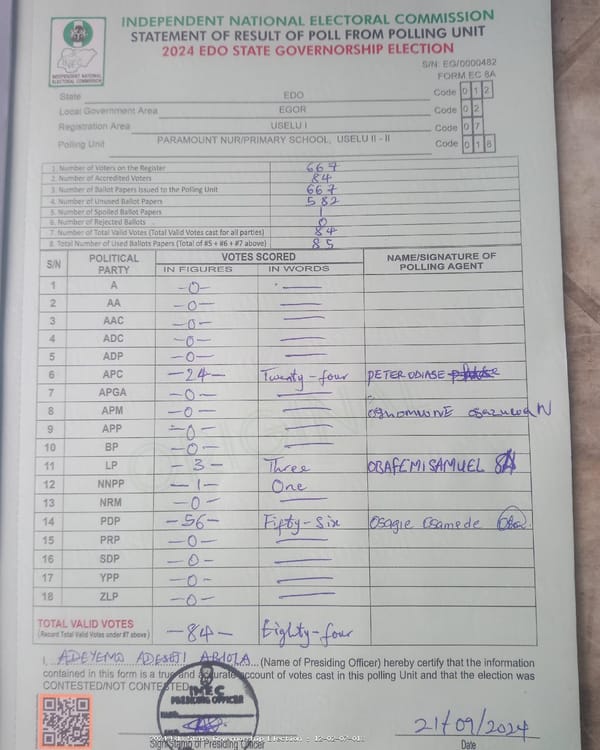 INDEPENDENT NATIONAL ELECTORAL COMMISSION
STATEMENT OF RESULT OF POLL FROM POLLING UNIT
2024 EDO STATE GOVERNORSHIP ELECTION
INEC
INDEPENDENT NATIONAL ELECTORAL COMMISSION
S/N: EG/0000482
FORM EC 8A
State EDO Code 0 1 2
Local Government Area EGOR Code 0 2
Registration Area USELU I Code 0 7
Polling Unit PARAMOUNT NUR/PRIMARY SCHOOL, USELU II - II Code 0 1 8
1. Number of Voters on the Register 667
2. Number of Accredited Voters 84
3. Number of Ballot Papers Issued to the Polling Unit 667
4. Number of Unused Ballot Papers 582
5. Number of Spoiled Ballot Papers 1
6. Number of Rejected Ballots 0
7. Number of Total Valid Votes (Total Valid Votes cast for all parties) 84
8. Total Number of Used Ballots Papers (Total of #5 + #6 + #7 above) 85
S/N POLITICAL PARTY VOTES SCORED NAME/SIGNATURE OF POLLING AGENT
IN FIGURES IN WORDS
1 A -0- —
2 AA -0- —
3 AAC -0- —
4 ADC -0- —
5 ADP -0- —
6 APC -24- Twenty-four PETER ODIASE
7 APGA -0- —
8 APM -0- —
9 APP -0- —
10 BP -0- —
11 LP -3- Three OBAFEMI SAMUEL
12 NNPP -1- One
13 NRM -0- —
14 PDP -56- Fifty-Six Osagie Osamede
15 PRP -0- —
16 SDP -0- —
17 YPP -0- —
18 ZLP -0- —
TOTAL VALID VOTES -84- Eighty-four
(Record Total Valid Votes under #7 above)
I, ADEYEMO ADESEJI ABIOLA (Name of Presiding Officer) hereby certify that the information
contained in this form is a true and accurate account of votes cast in this polling Unit and that the election was
CONTESTED/NOT CONTESTED
INEC
PRESIDING OFFICER
21/09/2024
Sign/Stamp of Presiding Officer Date